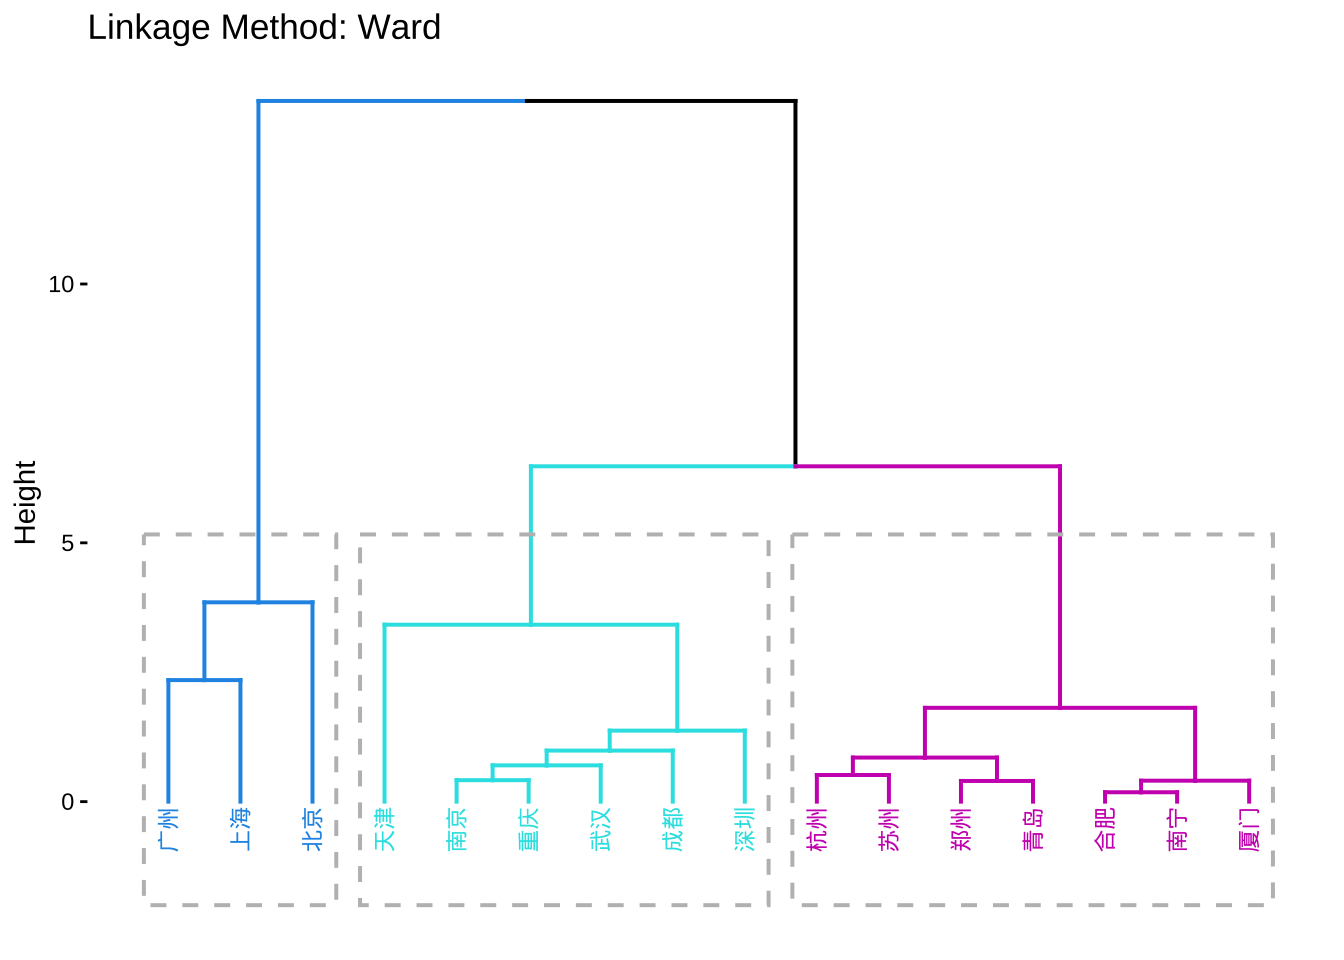 Linkage Method: Ward
Height
10
5
0
广州
上海
北京
天津
南京
重庆
武汉
成都
深圳
杭州
苏州
郑州
青岛
合肥
南宁
厦门